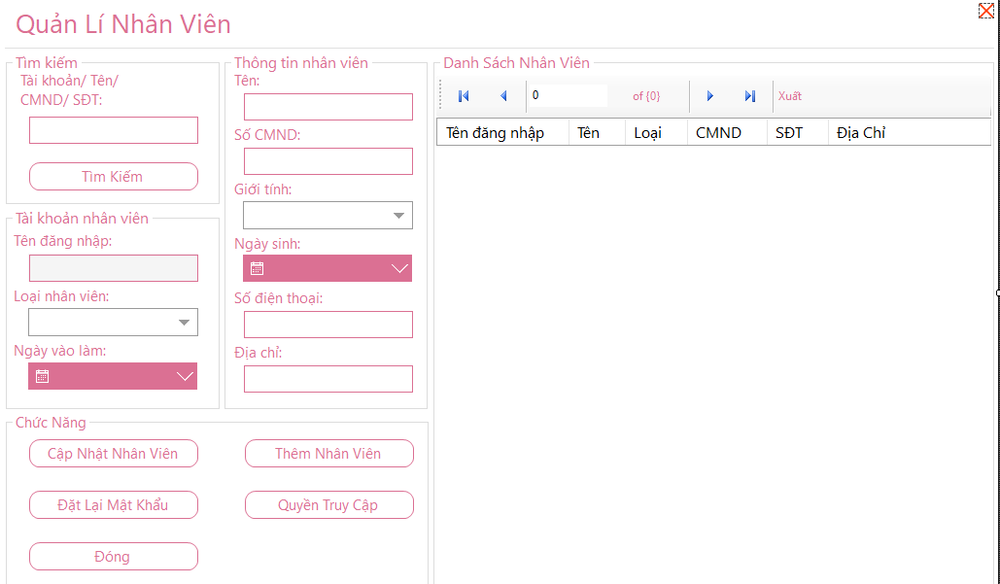 Quản Lí Nhân Viên
Tìm kiếm
Tài khoản/ Tên/
CMND/ SĐT:
Tìm Kiếm
Tài khoản nhân viên
Tên đăng nhập:
Loại nhân viên:
Ngày vào làm:
Thông tin nhân viên
Tên:
Số CMND:
Giới tính:
Ngày sinh:
Số điện thoại:
Địa chỉ:
Chức Năng
Cập Nhật Nhân Viên
Thêm Nhân Viên
Đặt Lại Mật Khẩu
Quyền Truy Cập
Đóng
Danh Sách Nhân Viên
0 of {0} Xuất
Tên đăng nhập Tên Loại CMND SĐT Địa Chỉ